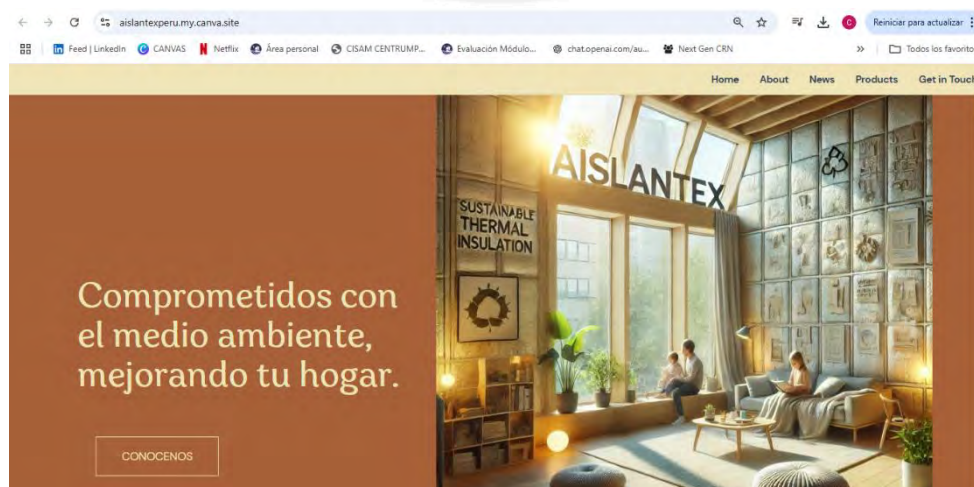 aislantexperu.my.canva.site
C
Reiniciar para actualizar
in Feed | LinkedIn
C CANVAS
N Netflix
Área personal
CISAM CENTRUMP...
Evaluación Módulo...
chat.openai.com/au...
Next Gen CRN
»
Todos los favorito
Home About News Products Get in Touch
AISLANTEX
SUSTAINABLE
THERMAL
INSULATION
Comprometidos con
el medio ambiente,
mejorando tu hogar.
CONOCENOS